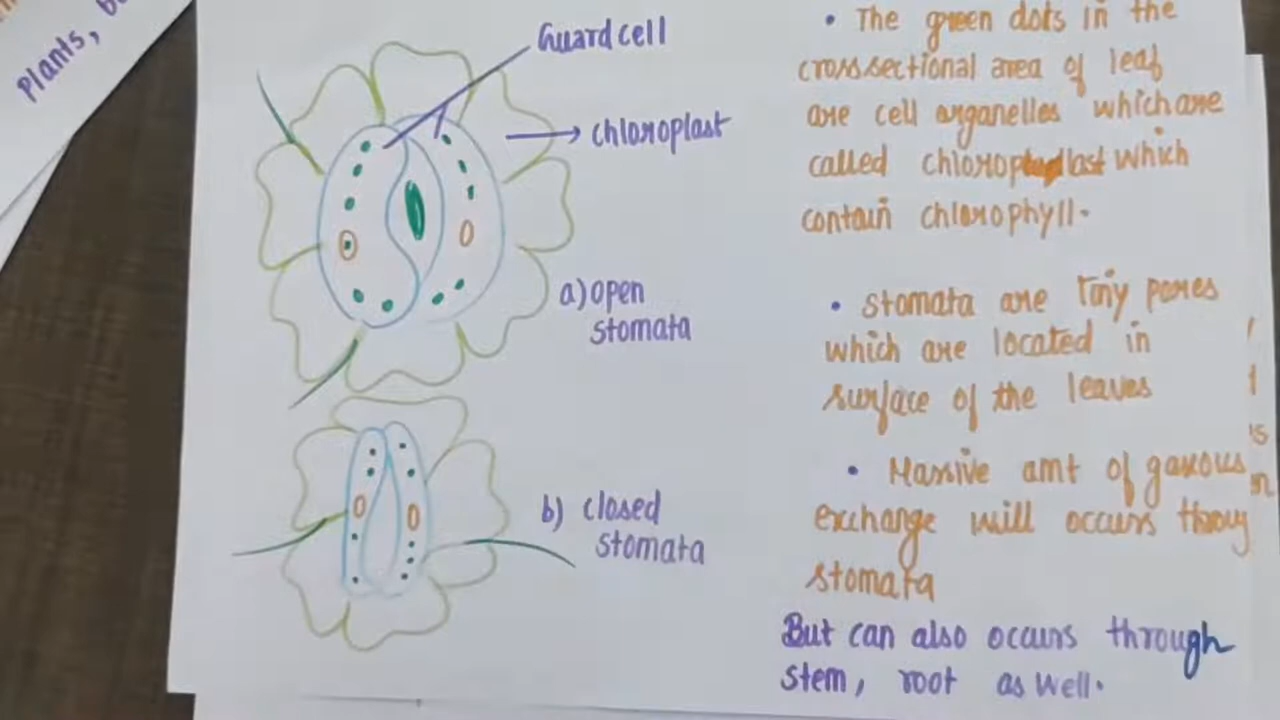 Plants,
Guard cell
chloroplast
a) open
stomata
b) closed
stomata
• The green dots in the
crosssectional area of leaf
are cell organelles which are
called chloroplast which
contain chlorophyll.
• stomata are Tiny pores
which are located in
surface of the leaves
• Massive amt of gaseous
exchange will occurs throug
stomata
But can also occurs through
stem, root as well.